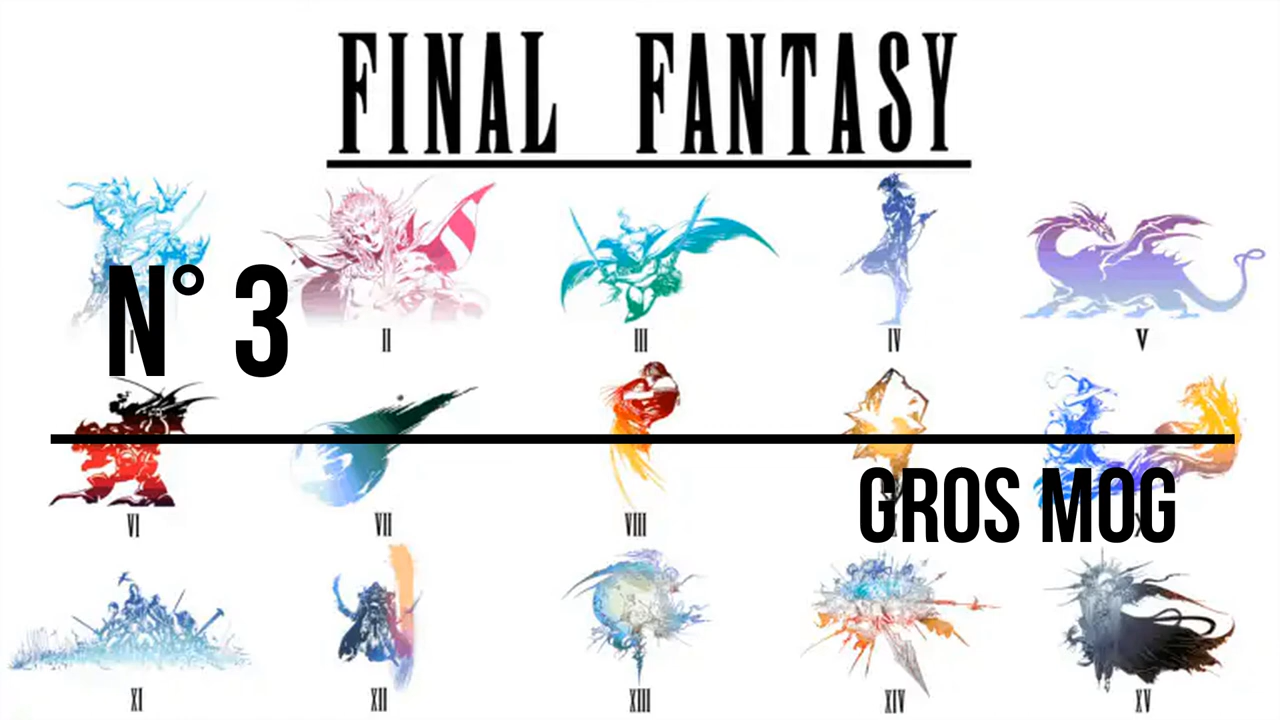 FINAL FANTASY
N° 3
I
II
III
IV
V
VI
VII
VIII
GROS MOG
X
XI
XII
XIII
XIV
XV